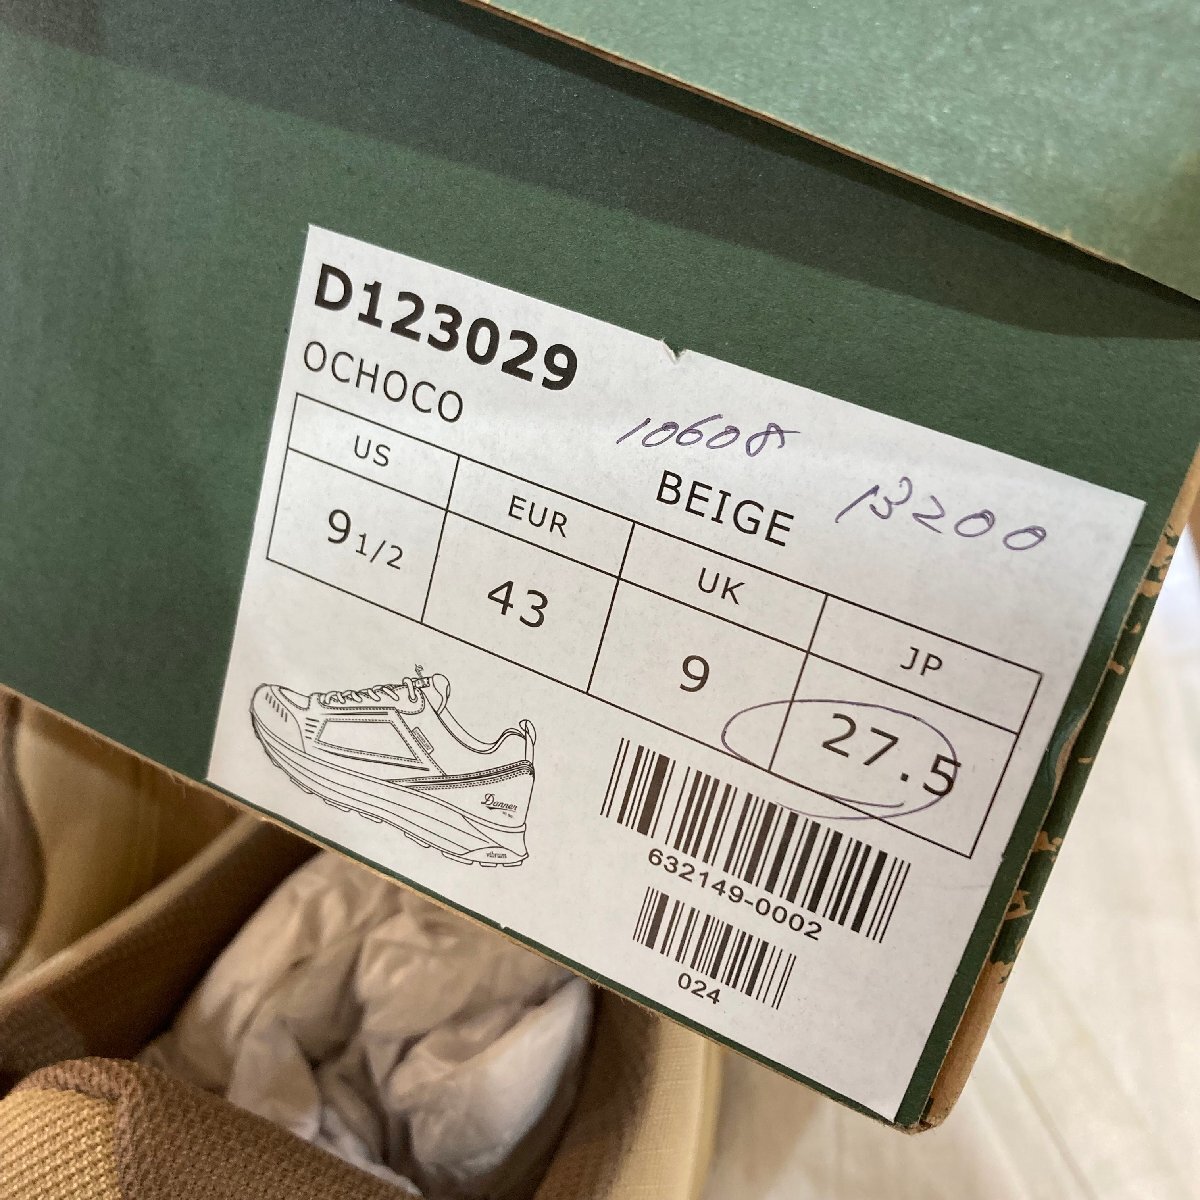 D123029
OCHOCO
10608
BEIGE
13200
US EUR UK JP
9 1/2 43 9 27.5
Danner
vibram
632149-0002
024